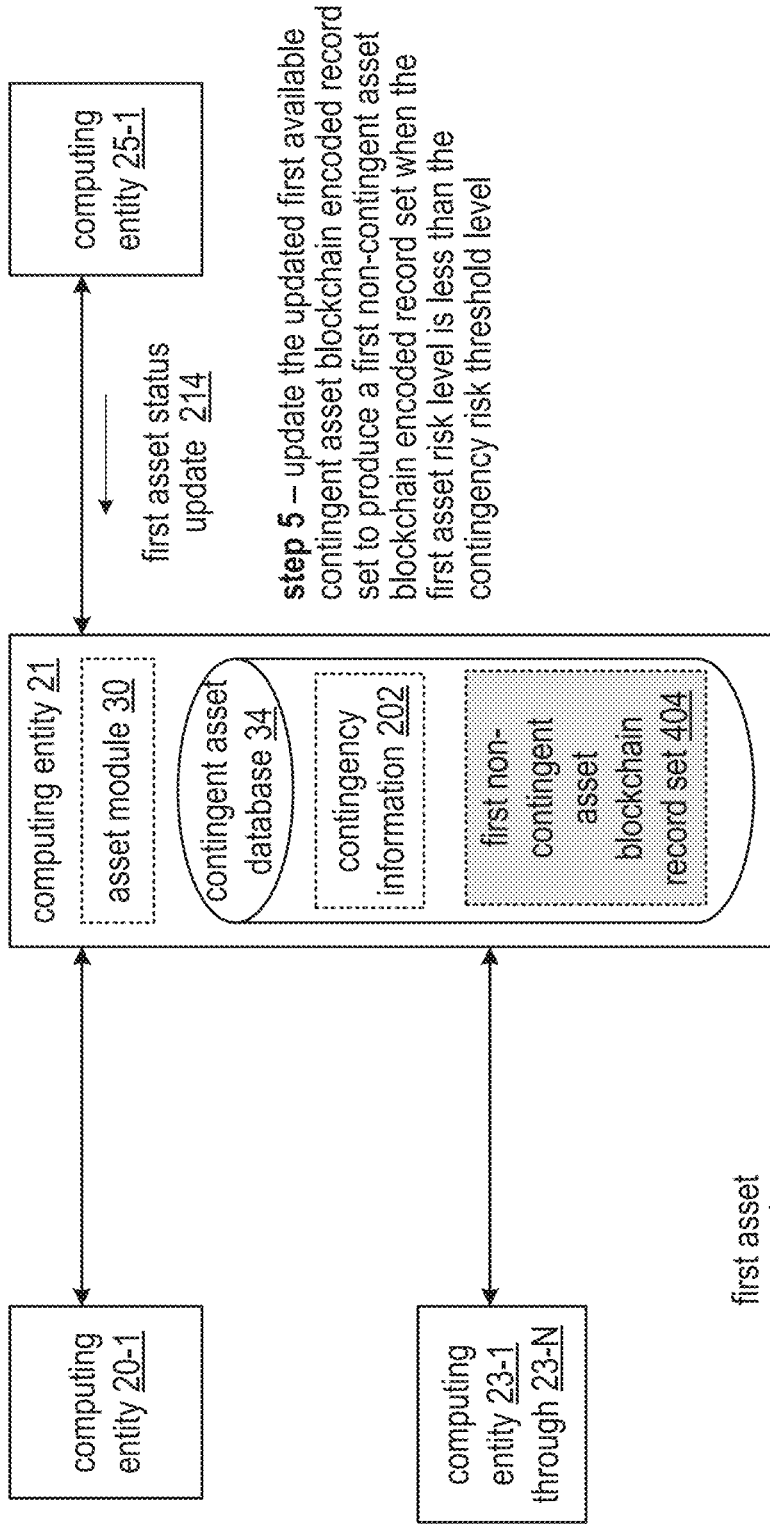 computing
entity 20-1
computing
entity 23-1
through 23-N
first asset
computing entity 21
asset module 30
contingent asset
database 34
contingency
information 202
first non-
contingent
asset
blockchain
record set 404
computing
entity 25-1
first asset status
update 214
step 5 – update the updated first available
contingent asset blockchain encoded record
set to produce a first non-contingent asset
blockchain encoded record set when the
first asset risk level is less than the
contingency risk threshold level